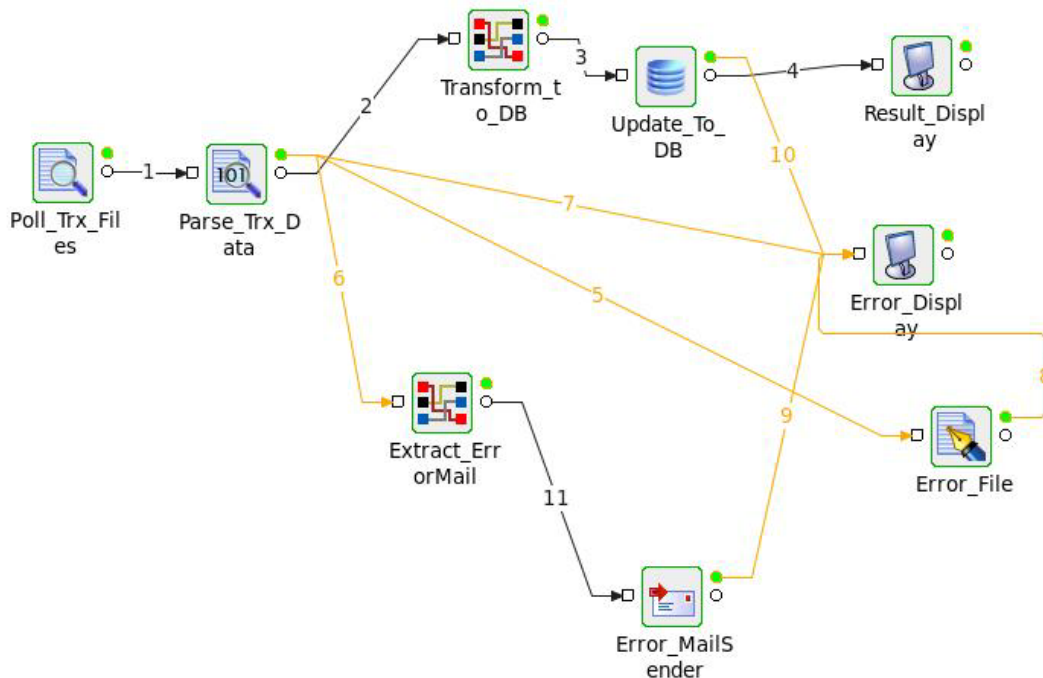 Transform_t
o_DB
3
Update_To_
DB
4
Result_Displ
ay
2
1
Poll_Trx_Fil
es
101
Parse_Trx_D
ata
10
7
6
5
Error_Displ
ay
8
Extract_Err
orMail
9
Error_File
11
Error_MailS
ender